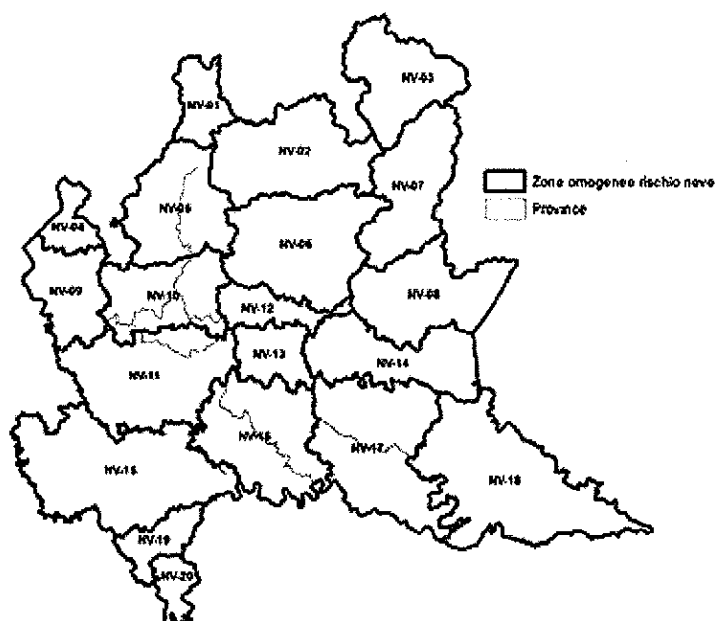 NV-03
NV-01
NV-02
NV-07
Zone omogenee rischio neve
Province
NV-05
NV-04
NV-06
NV-09
NV-10
NV-08
NV-12
NV-13
NV-14
NV-11
NV-16
NV-17
NV-15
NV-18
NV-19
NV-20